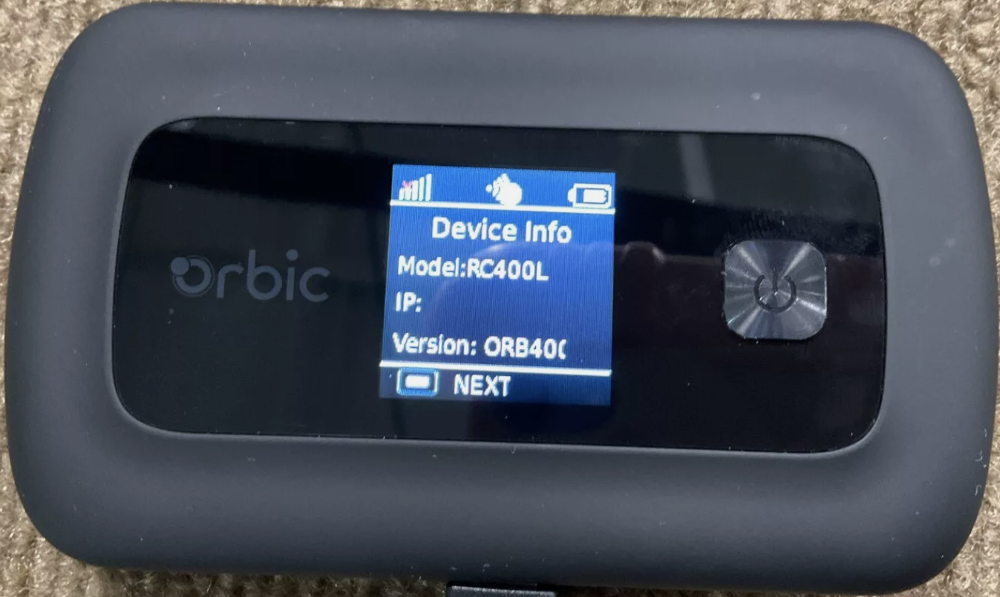 orbic
Device Info
Model:RC400L
IP:
Version: ORB40
NEXT